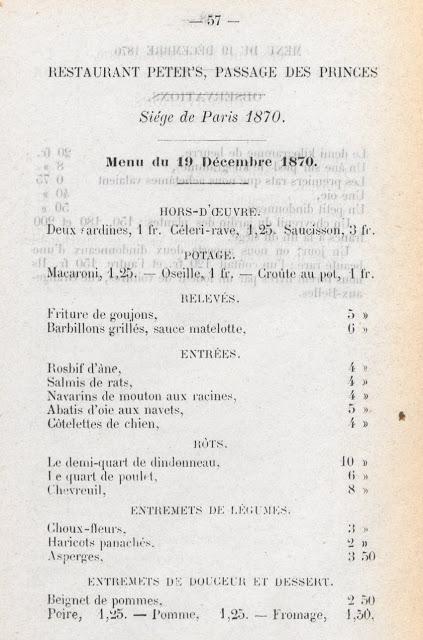 — 57 —
RESTAURANT PETER'S, PASSAGE DES PRINCES
Siége de Paris 1870.
Menu du 19 Décembre 1870.
HORS-D'ŒUVRE.
Deux sardines, 1 fr. Céleri-rave, 1,25. Saucisson, 3 fr.
POTAGE.
Macaroni, 1,25. — Oseille, 1 fr. — Croûte au pot, 1 fr.
RELEVÉS.
Friture de goujons, 5 »
Barbillons grillés, sauce matelotte, 6 »
ENTRÉES.
Rosbif d'âne, 4 »
Salmis de rats, 4 »
Navarins de mouton aux racines, 4 »
Abatis d'oie aux navets, 5 »
Côtelettes de chien, 4 »
RÔTS.
Le demi-quart de dindonneau, 10 »
Le quart de poulet, 6 »
Chevreuil, 8 »
ENTREMETS DE LÉGUMES.
Choux-fleurs, 3 »
Haricots panachés. 2 »
Asperges, 3 50
ENTREMETS DE DOUCEUR ET DESSERT.
Beignet de pommes, 2 50
Poire, 1,25. — Pomme, 1,25. — Fromage, 1,50.